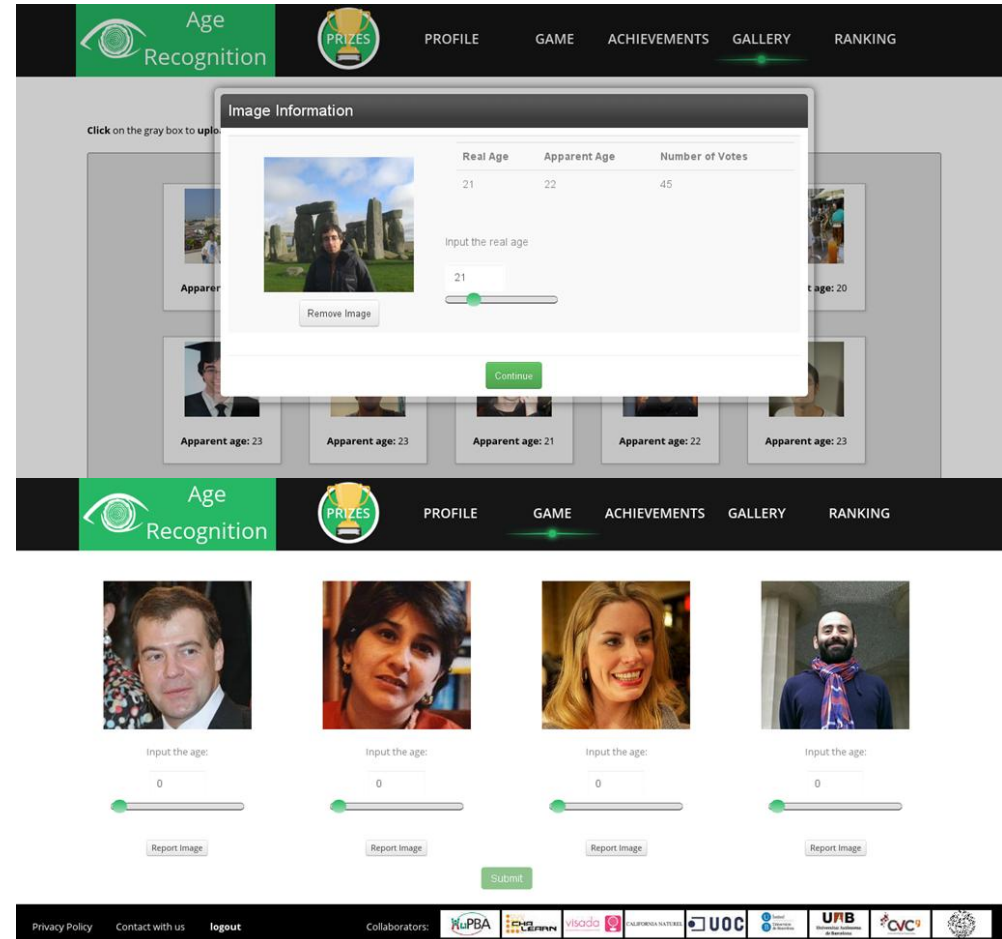 Age
Recognition
PRIZES
PROFILE GAME ACHIEVEMENTS GALLERY RANKING
Image Information
Click on the gray box to uplo
Real Age Apparent Age Number of Votes
21 22 45
Input the real age
21
Remove Image
Continue
Apparen
t age: 20
Apparent age: 23 Apparent age: 23 Apparent age: 21 Apparent age: 22 Apparent age: 23
Age
Recognition
PRIZES
PROFILE GAME ACHIEVEMENTS GALLERY RANKING
Input the age: Input the age: Input the age: Input the age:
0 0 0 0
Report Image Report Image Report Image Report Image
Submit
Privacy Policy Contact with us logout Collaborators: HuPBA CHALEARN visada CALIFORNIA NATUREL UOC UAB CVC